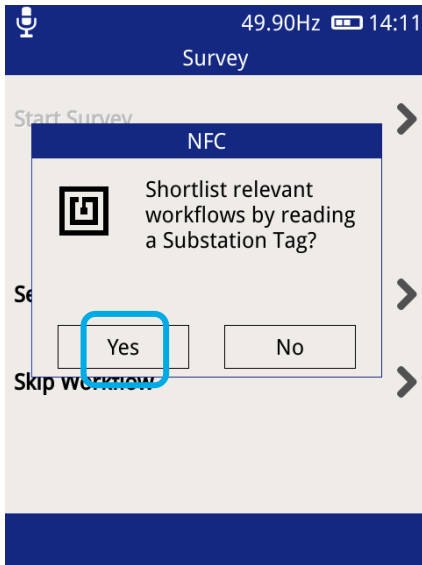 49.90Hz 14:11
Survey
Start Survey
NFC
Shortlist relevant
workflows by reading
a Substation Tag?
Se
Yes No
Skip Workflow